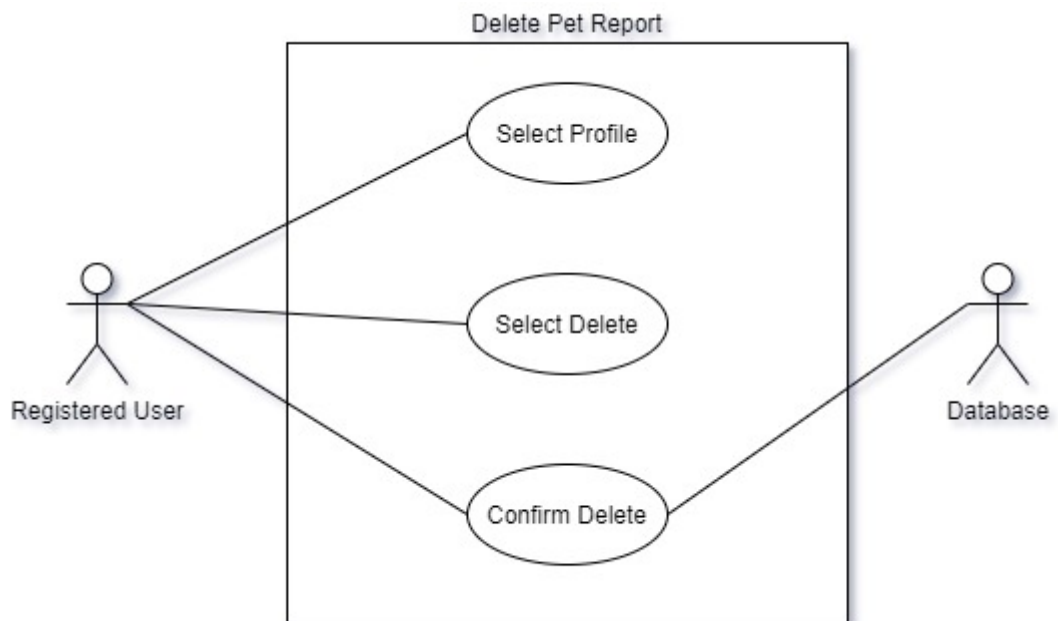 Delete Pet Report
Select Profile
Select Delete
Registered User
Database
Confirm Delete